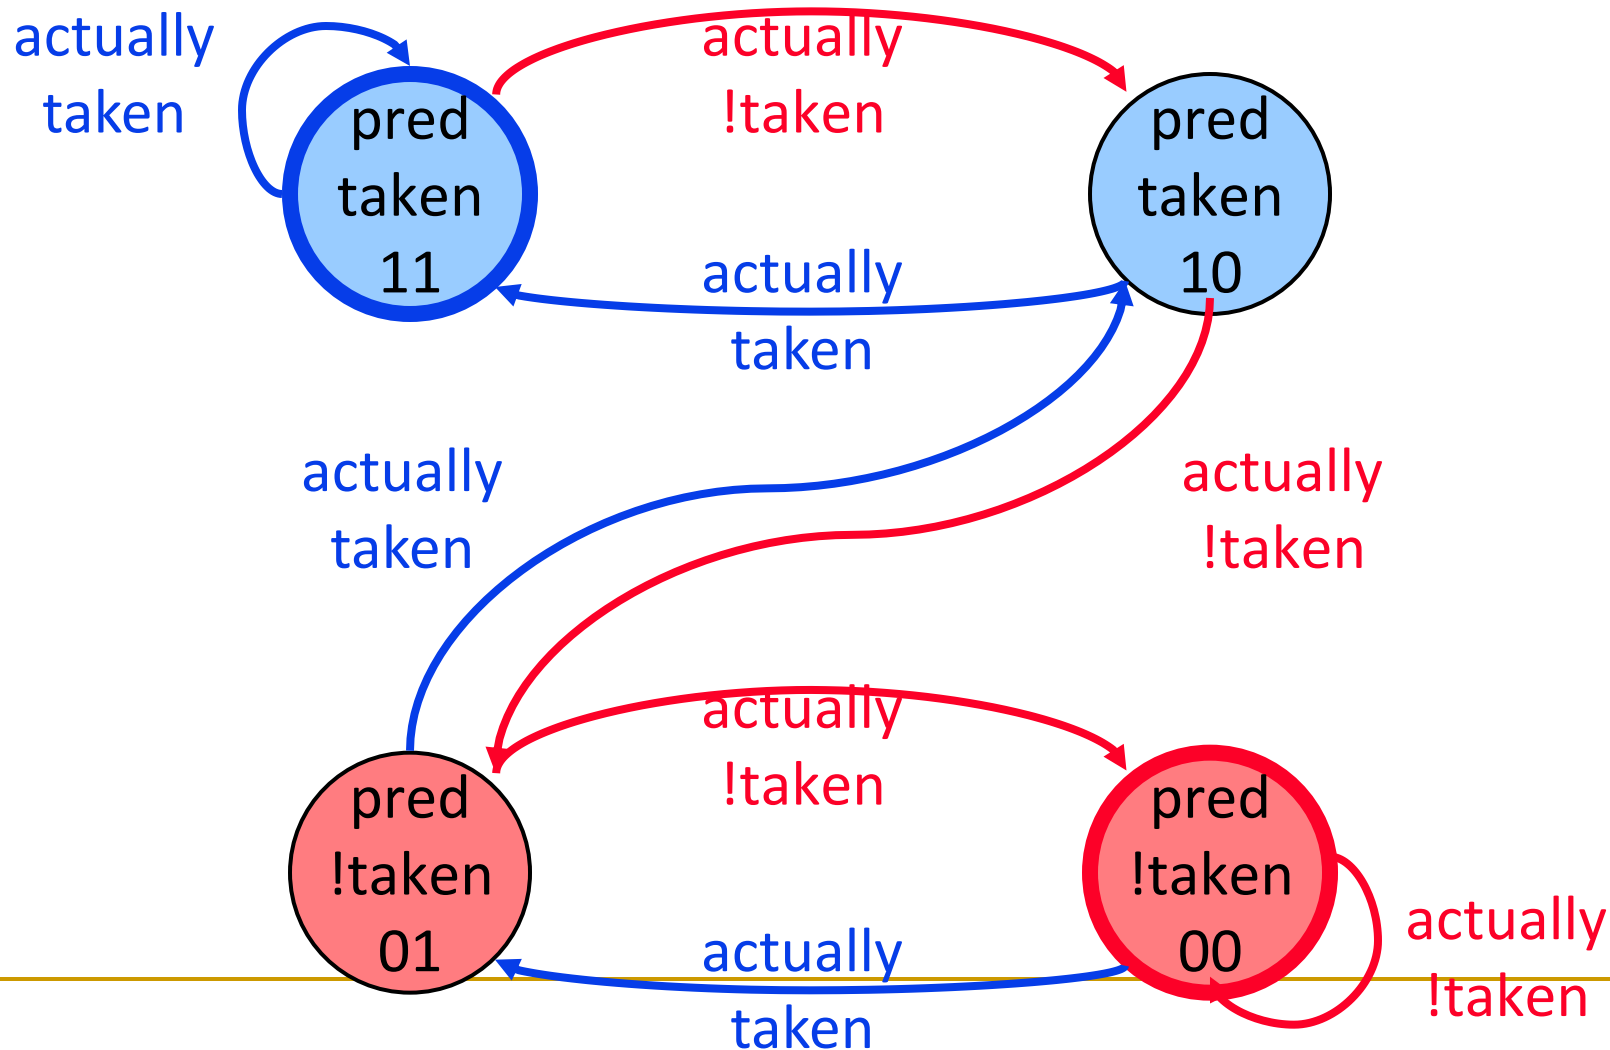 actually
taken
actually
!taken
pred
taken
11
pred
taken
10
actually
taken
actually
taken
actually
!taken
actually
!taken
pred
!taken
01
pred
!taken
00
actually
taken
actually
!taken